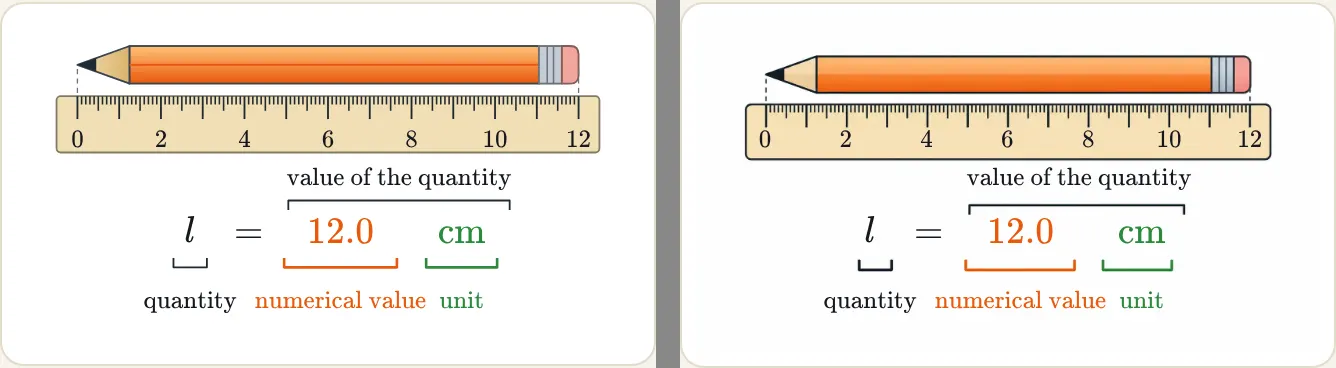 0 2 4 6 8 10 12
value of the quantity
l = 12.0 cm
quantity numerical value unit
0 2 4 6 8 10 12
value of the quantity
l = 12.0 cm
quantity numerical value unit